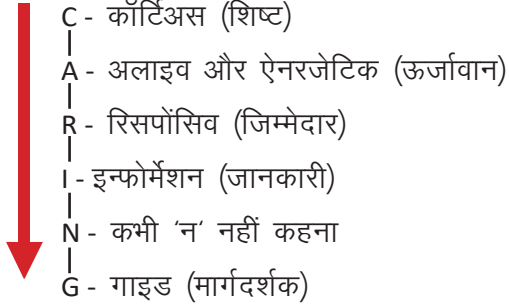 C - कॉर्टिअस (शिष्ट)
A - अलाइव और ऐनरजेटिक (ऊर्जावान)
R - रिसपोंसिव (जिम्मेदार)
I - इन्फोर्मेशन (जानकारी)
N - कभी ‘न’ नहीं कहना
G - गाइड (मार्गदर्शक)